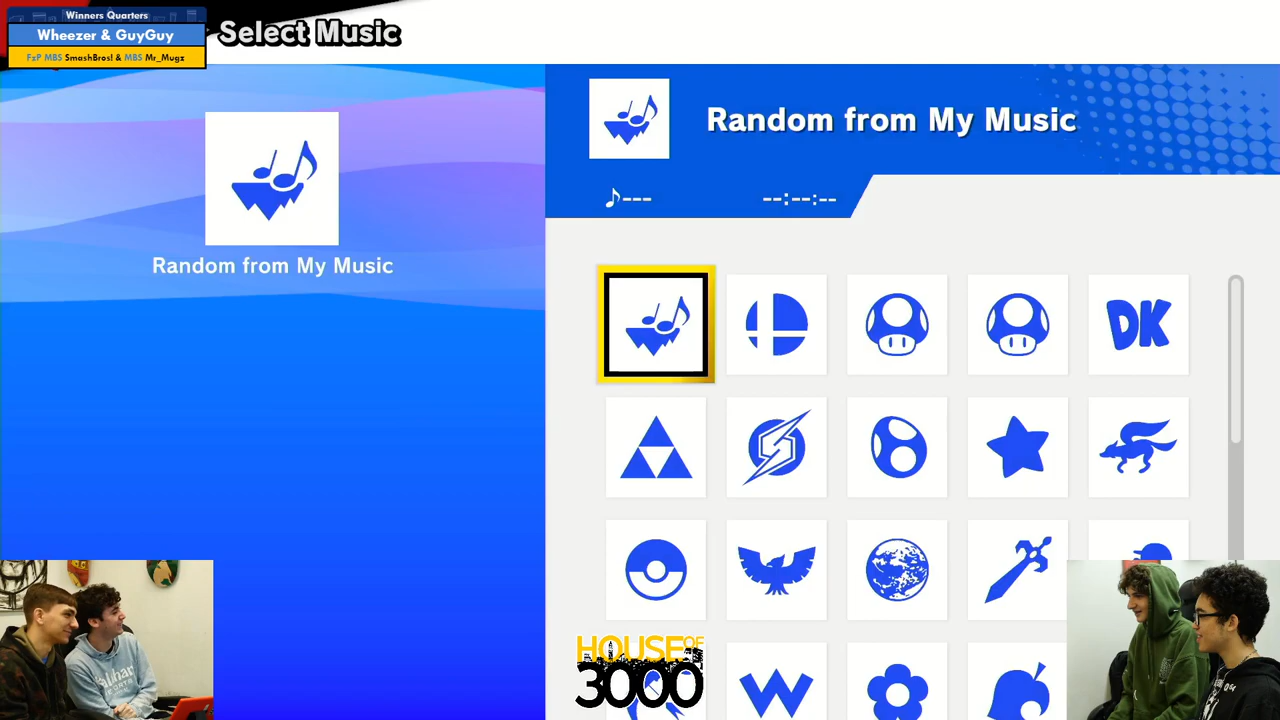 Winners Quarters
Wheezer & GuyGuy
FxP MBS SmashBros! & MBS Mr_Mugz
Select Music
Random from My Music
♪--- --:--:--
Random from My Music
DK
HOUSE OF
3000